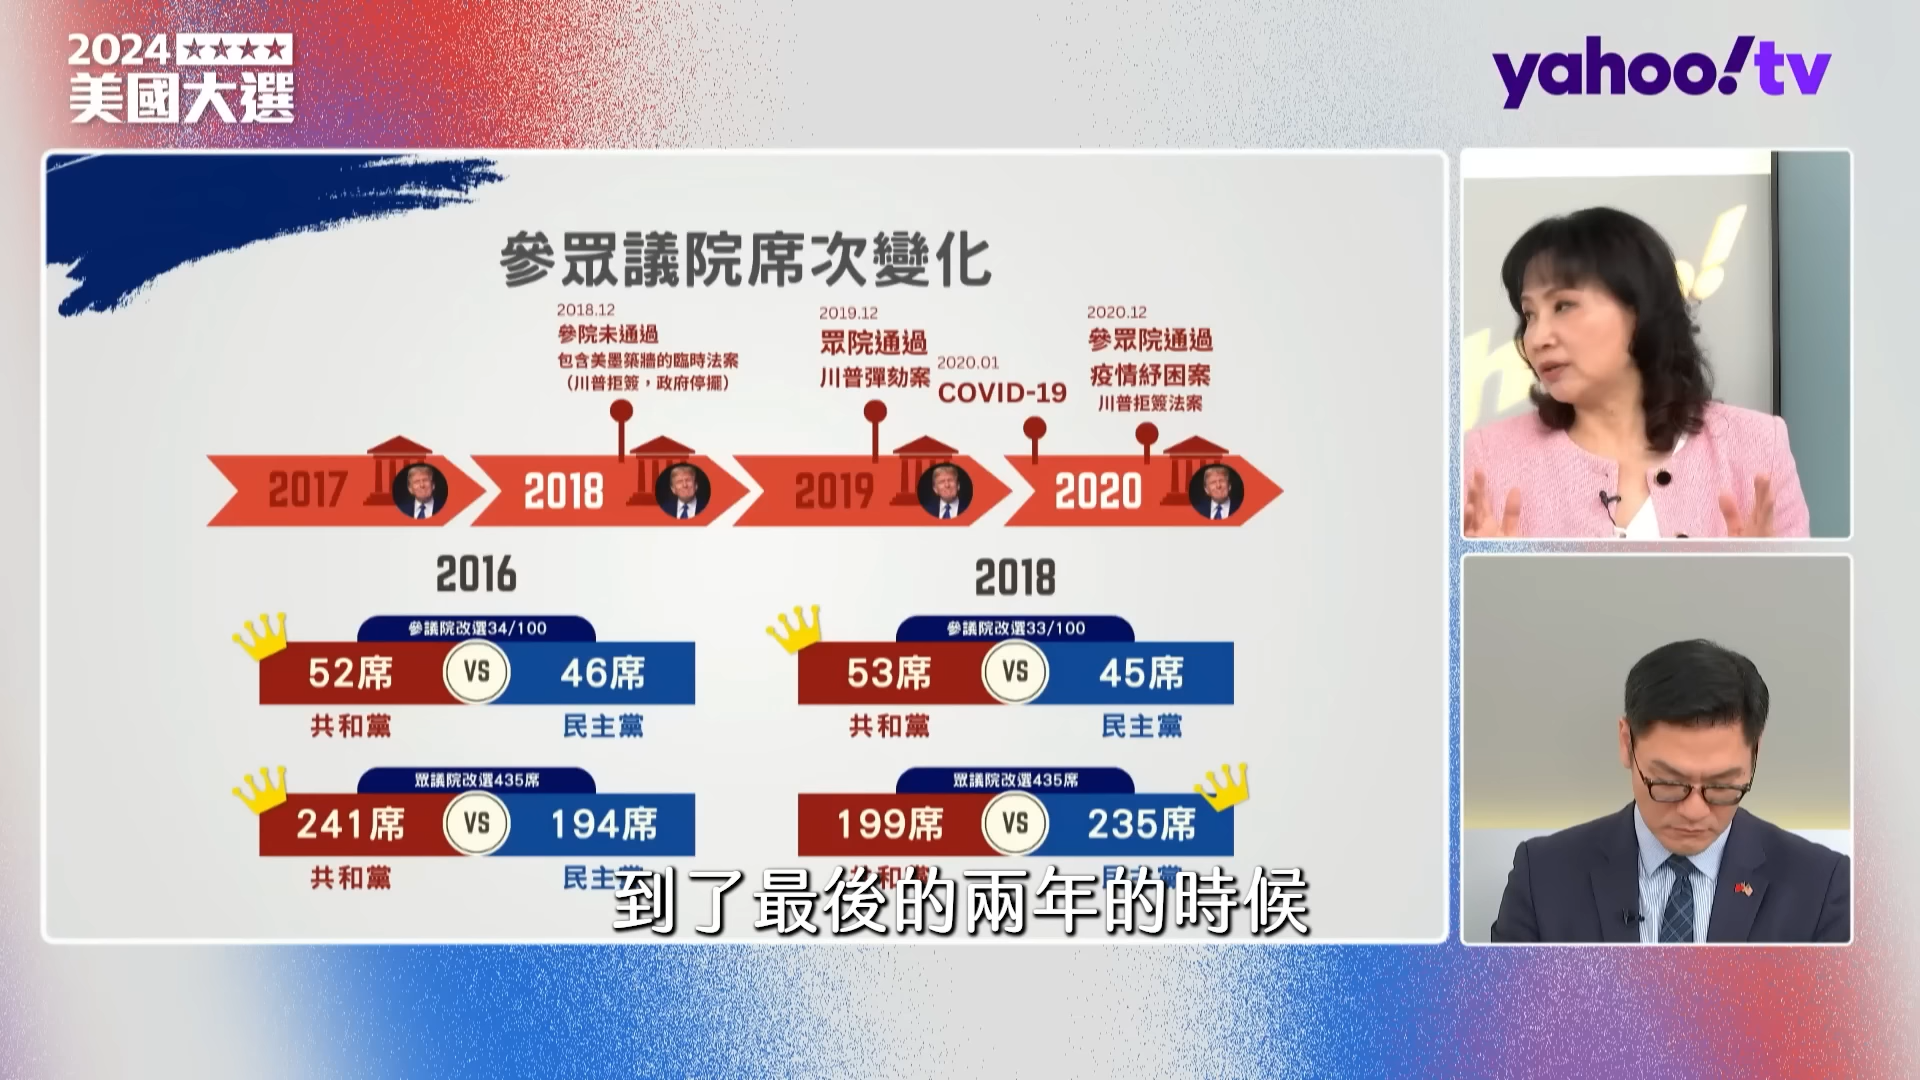 2024
美國大選
yahoo!tv
參眾議院席次變化
2018.12
參院未通過
包含美墨築牆的臨時法案
（川普拒簽，政府停擺）
2019.12
眾院通過
川普彈劾案
2020.01
COVID-19
2020.12
參眾院通過
疫情紓困案
川普拒簽法案
2017
2018
2019
2020
2016
參議院改選34/100
52席 VS 46席
共和黨 民主黨
眾議院改選435席
241席 VS 194席
共和黨 民主黨
2018
參議院改選33/100
53席 VS 45席
共和黨 民主黨
眾議院改選435席
199席 VS 235席
共和黨 民主黨
到了最後的兩年的時候